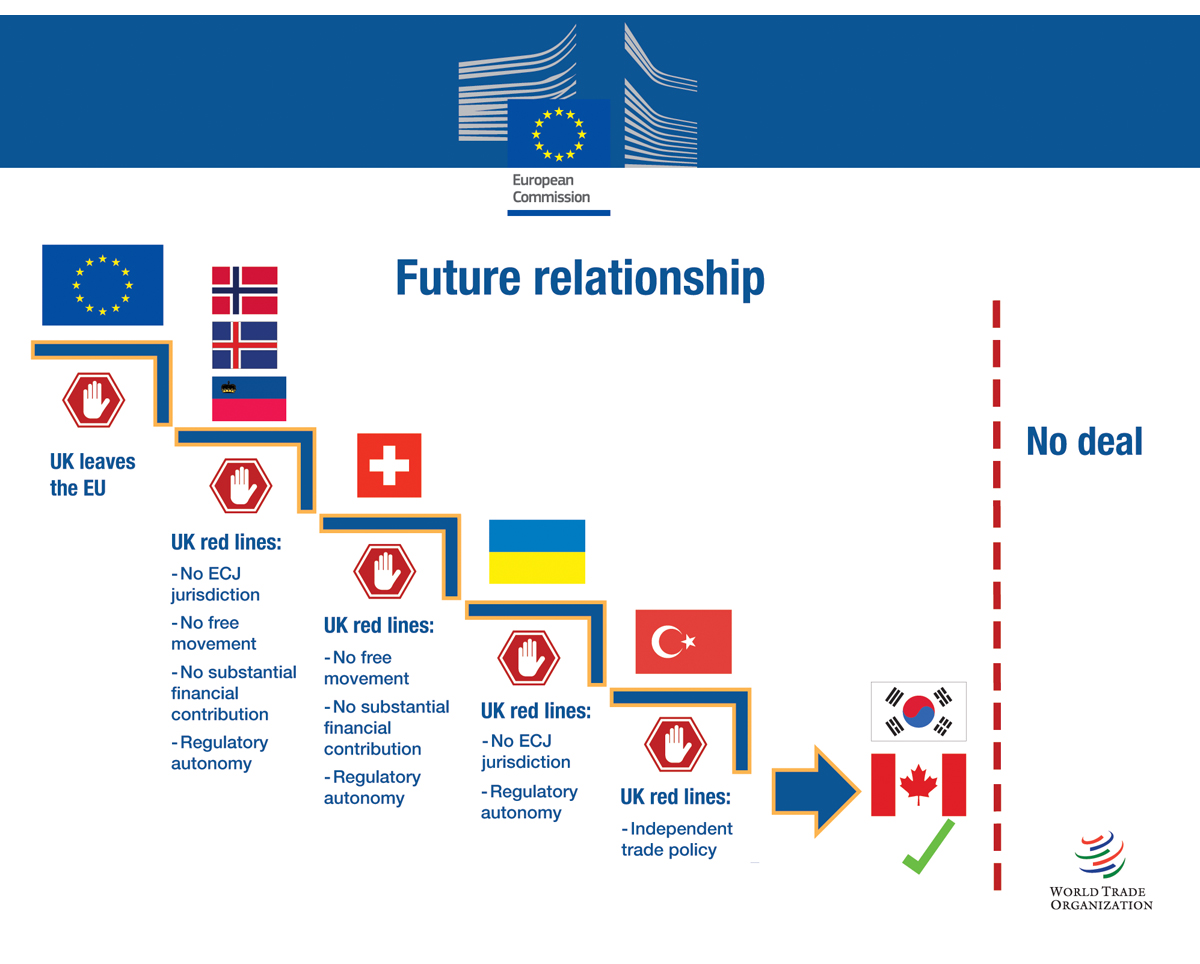 European
Commission
Future relationship
No deal
UK leaves
the EU
UK red lines:
- No ECJ
jurisdiction
- No free
movement
- No substantial
financial
contribution
- Regulatory
autonomy
UK red lines:
- No free
movement
- No substantial
financial
contribution
- Regulatory
autonomy
UK red lines:
- No ECJ
jurisdiction
- Regulatory
autonomy
UK red lines:
- Independent
trade policy
WORLD TRADE
ORGANIZATION